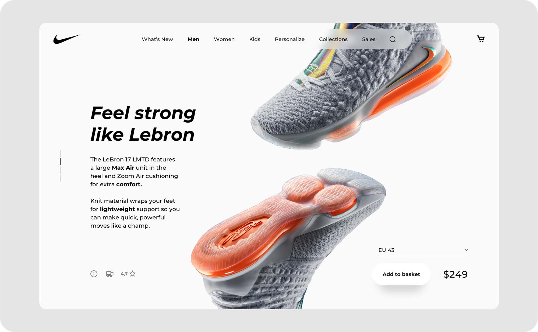 What's New Men Women Kids Personalize Collections Sales
Feel strong
like Lebron
The LeBron 17 LMTD features
a large Max Air unit in the
heel and Zoom Air cushioning
for extra comfort.
Knit material wraps your feet
for lightweight support so you
can make quick, powerful
moves like a champ.
EU 43
4.7
Add to basket $249